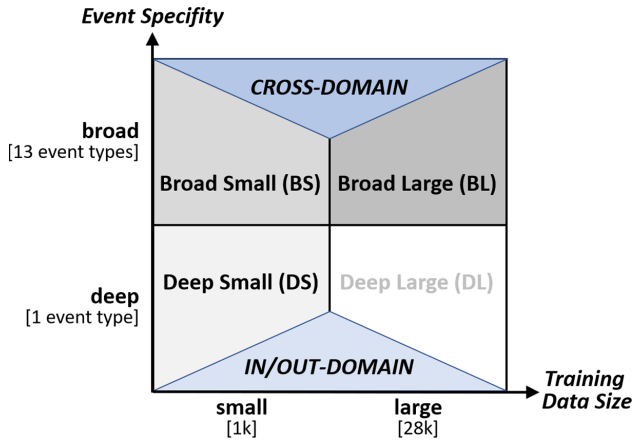 Event Specifity
CROSS-DOMAIN
broad
[13 event types]
Broad Small (BS)
Broad Large (BL)
Deep Small (DS)
Deep Large (DL)
deep
[1 event type]
IN/OUT-DOMAIN
Training
Data Size
small
[1k]
large
[28k]